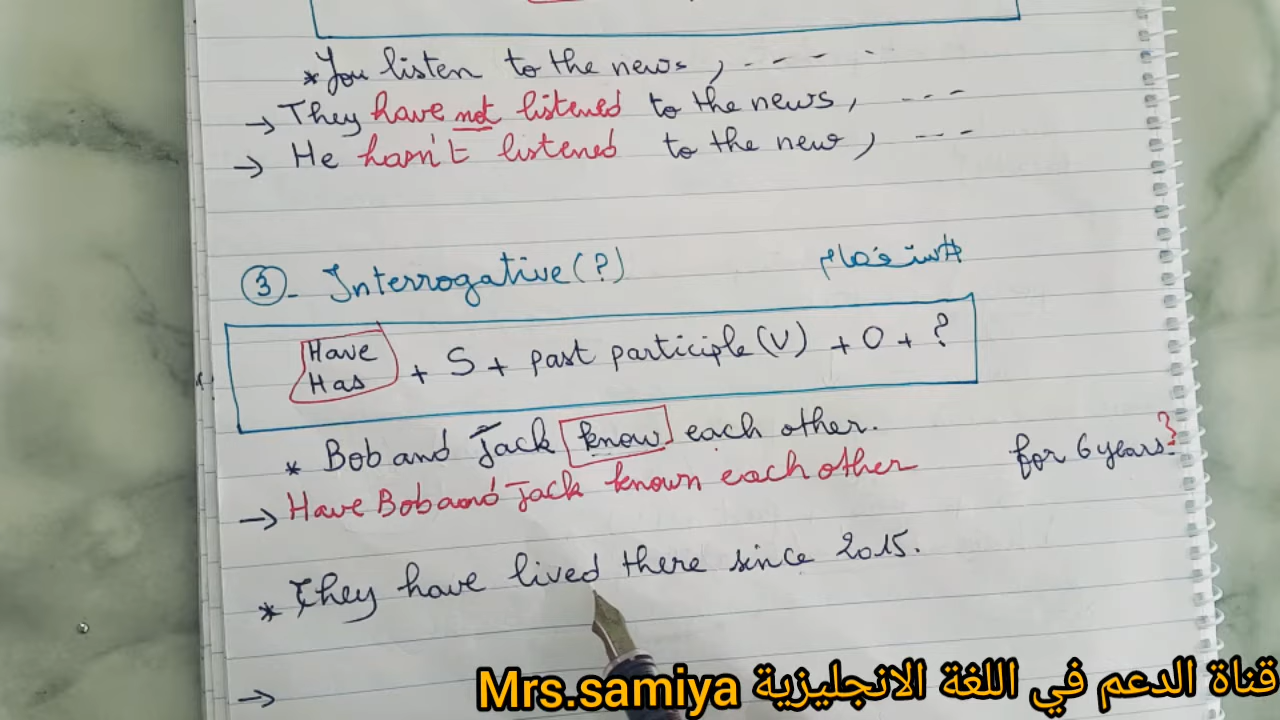 *You listen to the news, - - - -
→ They have not listened to the news, - - -
→ He hasn't listened to the new, - - -
③- Interrogative (?) الاستفهام
Have
Has
+ S + past participle (V) + O + ?
* Bob and Jack know each other.
→ Have Bob and Jack known each other for 6 years?
* They have lived there since 2015.
→
Mrs.samiya قناة الدعم في اللغة الانجليزية